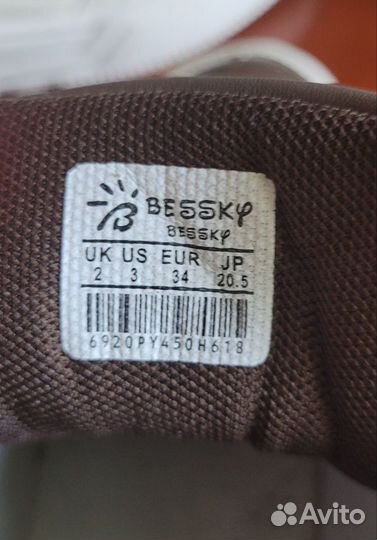 BESSKY
BESSKY
UK US EUR JP
2 3 34 20.5
6920PY450H618
Avito